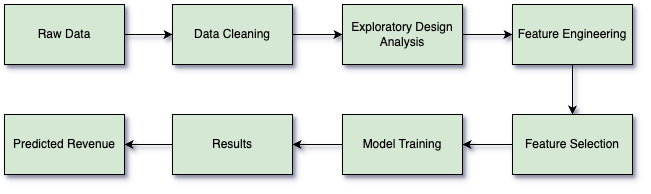 Raw Data
Data Cleaning
Exploratory Design
Analysis
Feature Engineering
Predicted Revenue
Results
Model Training
Feature Selection